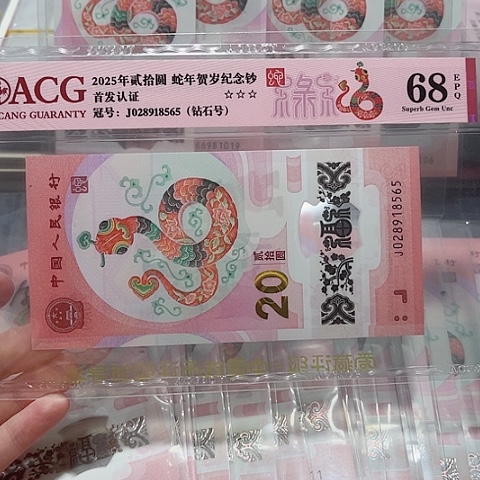 ACG
CANG GUARANTY
2025年贰拾圆 蛇年贺岁纪念钞
首发认证 ☆☆☆
冠号：J028918565（钻石号）
68
EPQ
Superb Gem Unc
中国人民银行
贰拾圆
20
J028918565